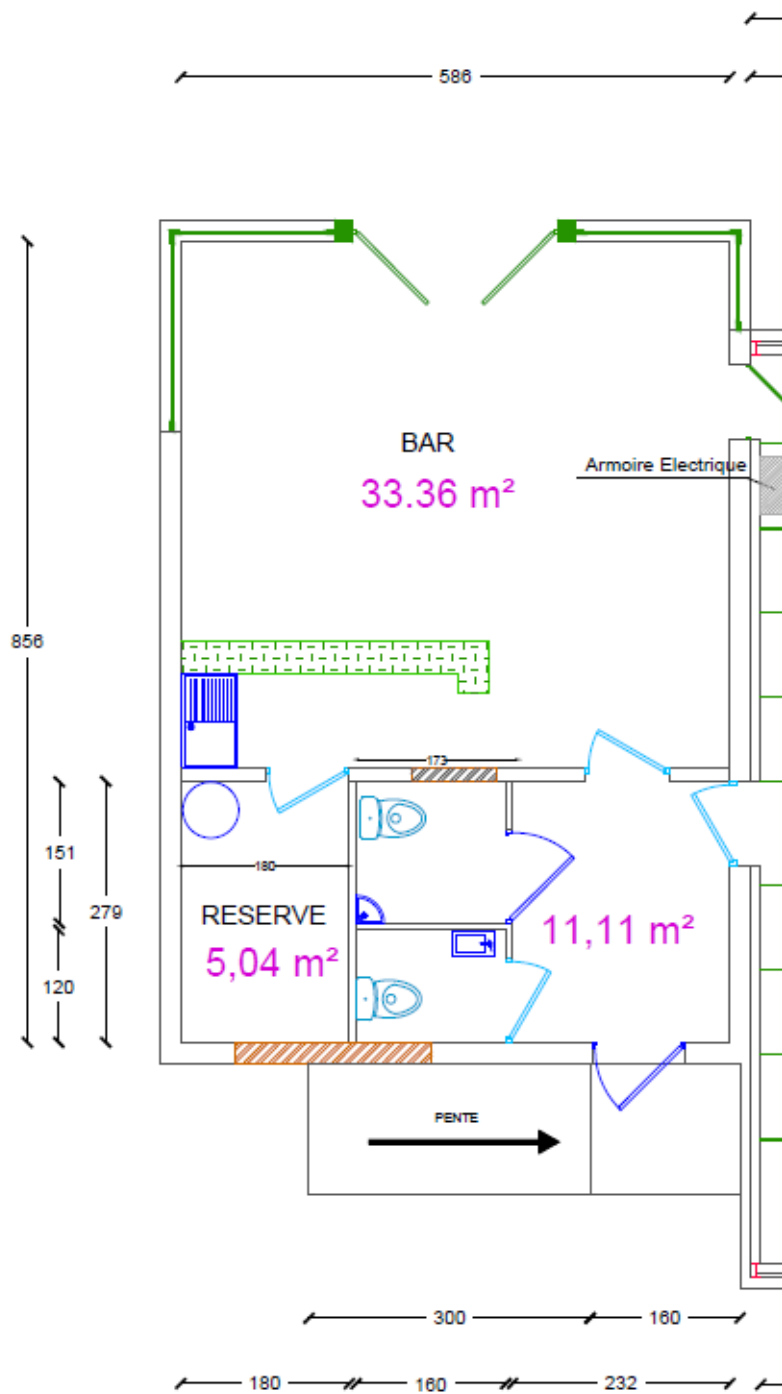 586
BAR
Armoire Electrique
33.36 m²
856
173
151
180
279
RESERVE
11,11 m²
5,04 m²
120
PENTE
300
160
180
160
232